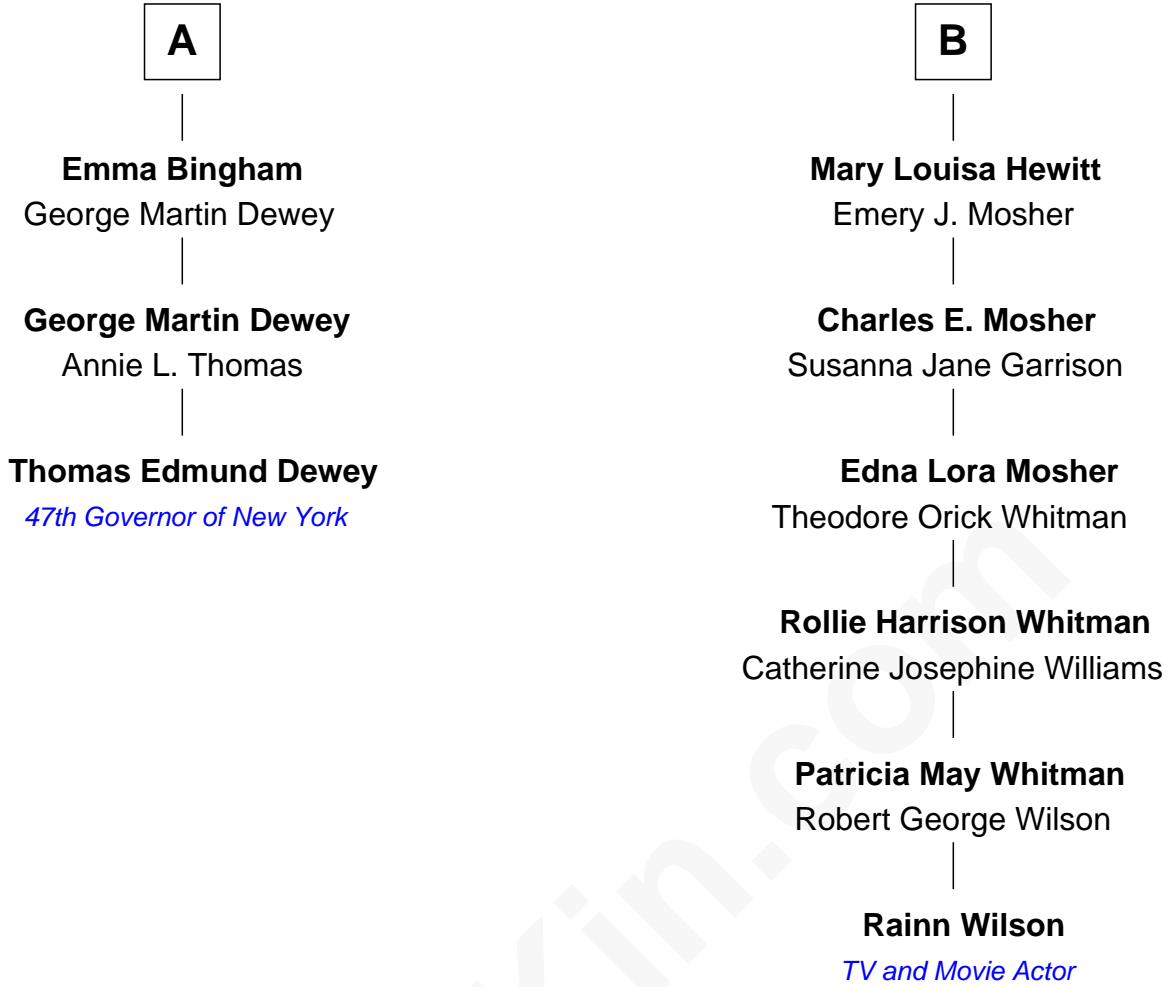 A
Emma Bingham
George Martin Dewey
George Martin Dewey
Annie L. Thomas
Thomas Edmund Dewey
47th Governor of New York
B
Mary Louisa Hewitt
Emery J. Mosher
Charles E. Mosher
Susanna Jane Garrison
Edna Lora Mosher
Theodore Orick Whitman
Rollie Harrison Whitman
Catherine Josephine Williams
Patricia May Whitman
Robert George Wilson
Rainn Wilson
TV and Movie Actor